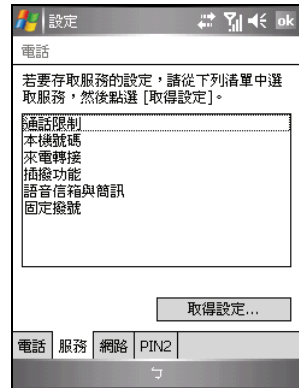 設定
ok
電話
若要存取服務的設定，請從下列清單中選
取服務，然後點選 [取得設定]。
通話限制
本機號碼
來電轉接
插撥功能
語音信箱與簡訊
固定撥號
取得設定...
電話 服務 網路 PIN2
ㄅ